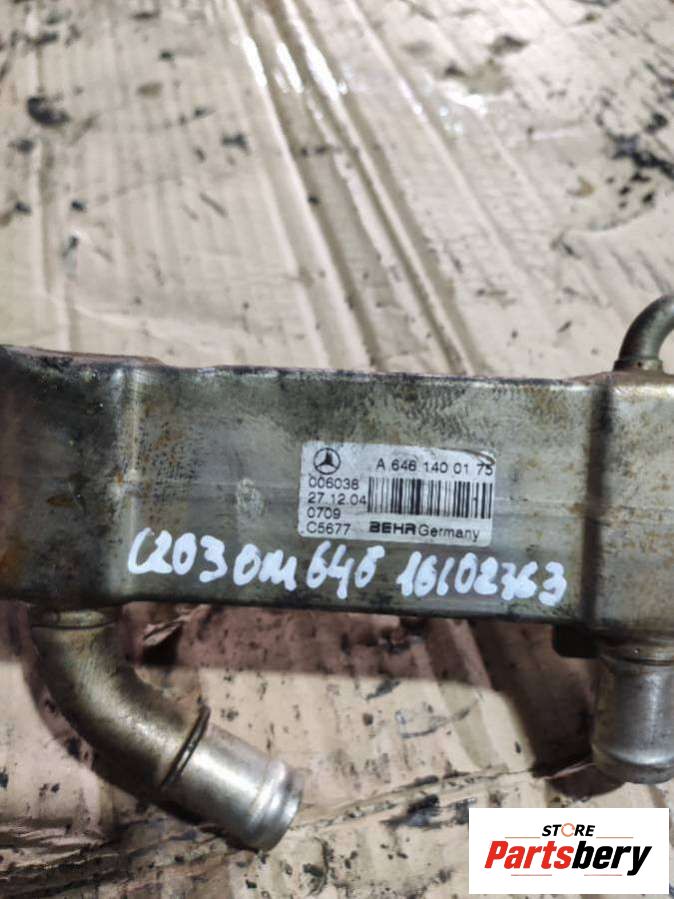 A 646 140 01 75
006038
27.12.04
0709
C5677 BEHR Germany
C203 OM646 16102363
STORE
Partsbery